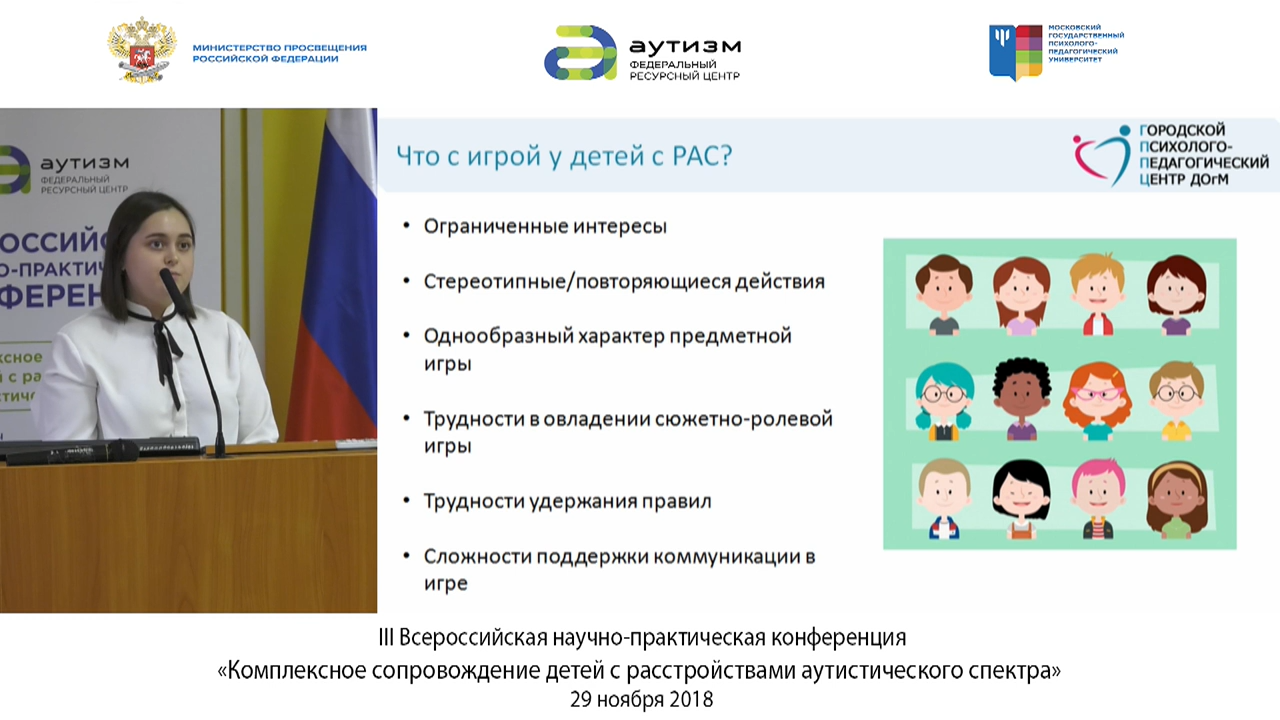 МИНИСТЕРСТВО ПРОСВЕЩЕНИЯ
РОССИЙСКОЙ ФЕДЕРАЦИИ
аутизм
ФЕДЕРАЛЬНЫЙ
РЕСУРСНЫЙ ЦЕНТР
МОСКОВСКИЙ
ГОСУДАРСТВЕННЫЙ
ПСИХОЛОГО-
ПЕДАГОГИЧЕСКИЙ
УНИВЕРСИТЕТ
аутизм
ФЕДЕРАЛЬНЫЙ
РЕСУРСНЫЙ ЦЕНТР
Что с игрой у детей с РАС?
ГОРОДСКОЙ
ПСИХОЛОГО-
ПЕДАГОГИЧЕСКИЙ
ЦЕНТР ДОгМ
• Ограниченные интересы
• Стереотипные/повторяющиеся действия
• Однообразный характер предметной
игры
• Трудности в овладении сюжетно-ролевой
игры
• Трудности удержания правил
• Сложности поддержки коммуникации в
игре
III Всероссийская научно-практическая конференция
«Комплексное сопровождение детей с расстройствами аутистического спектра»
29 ноября 2018